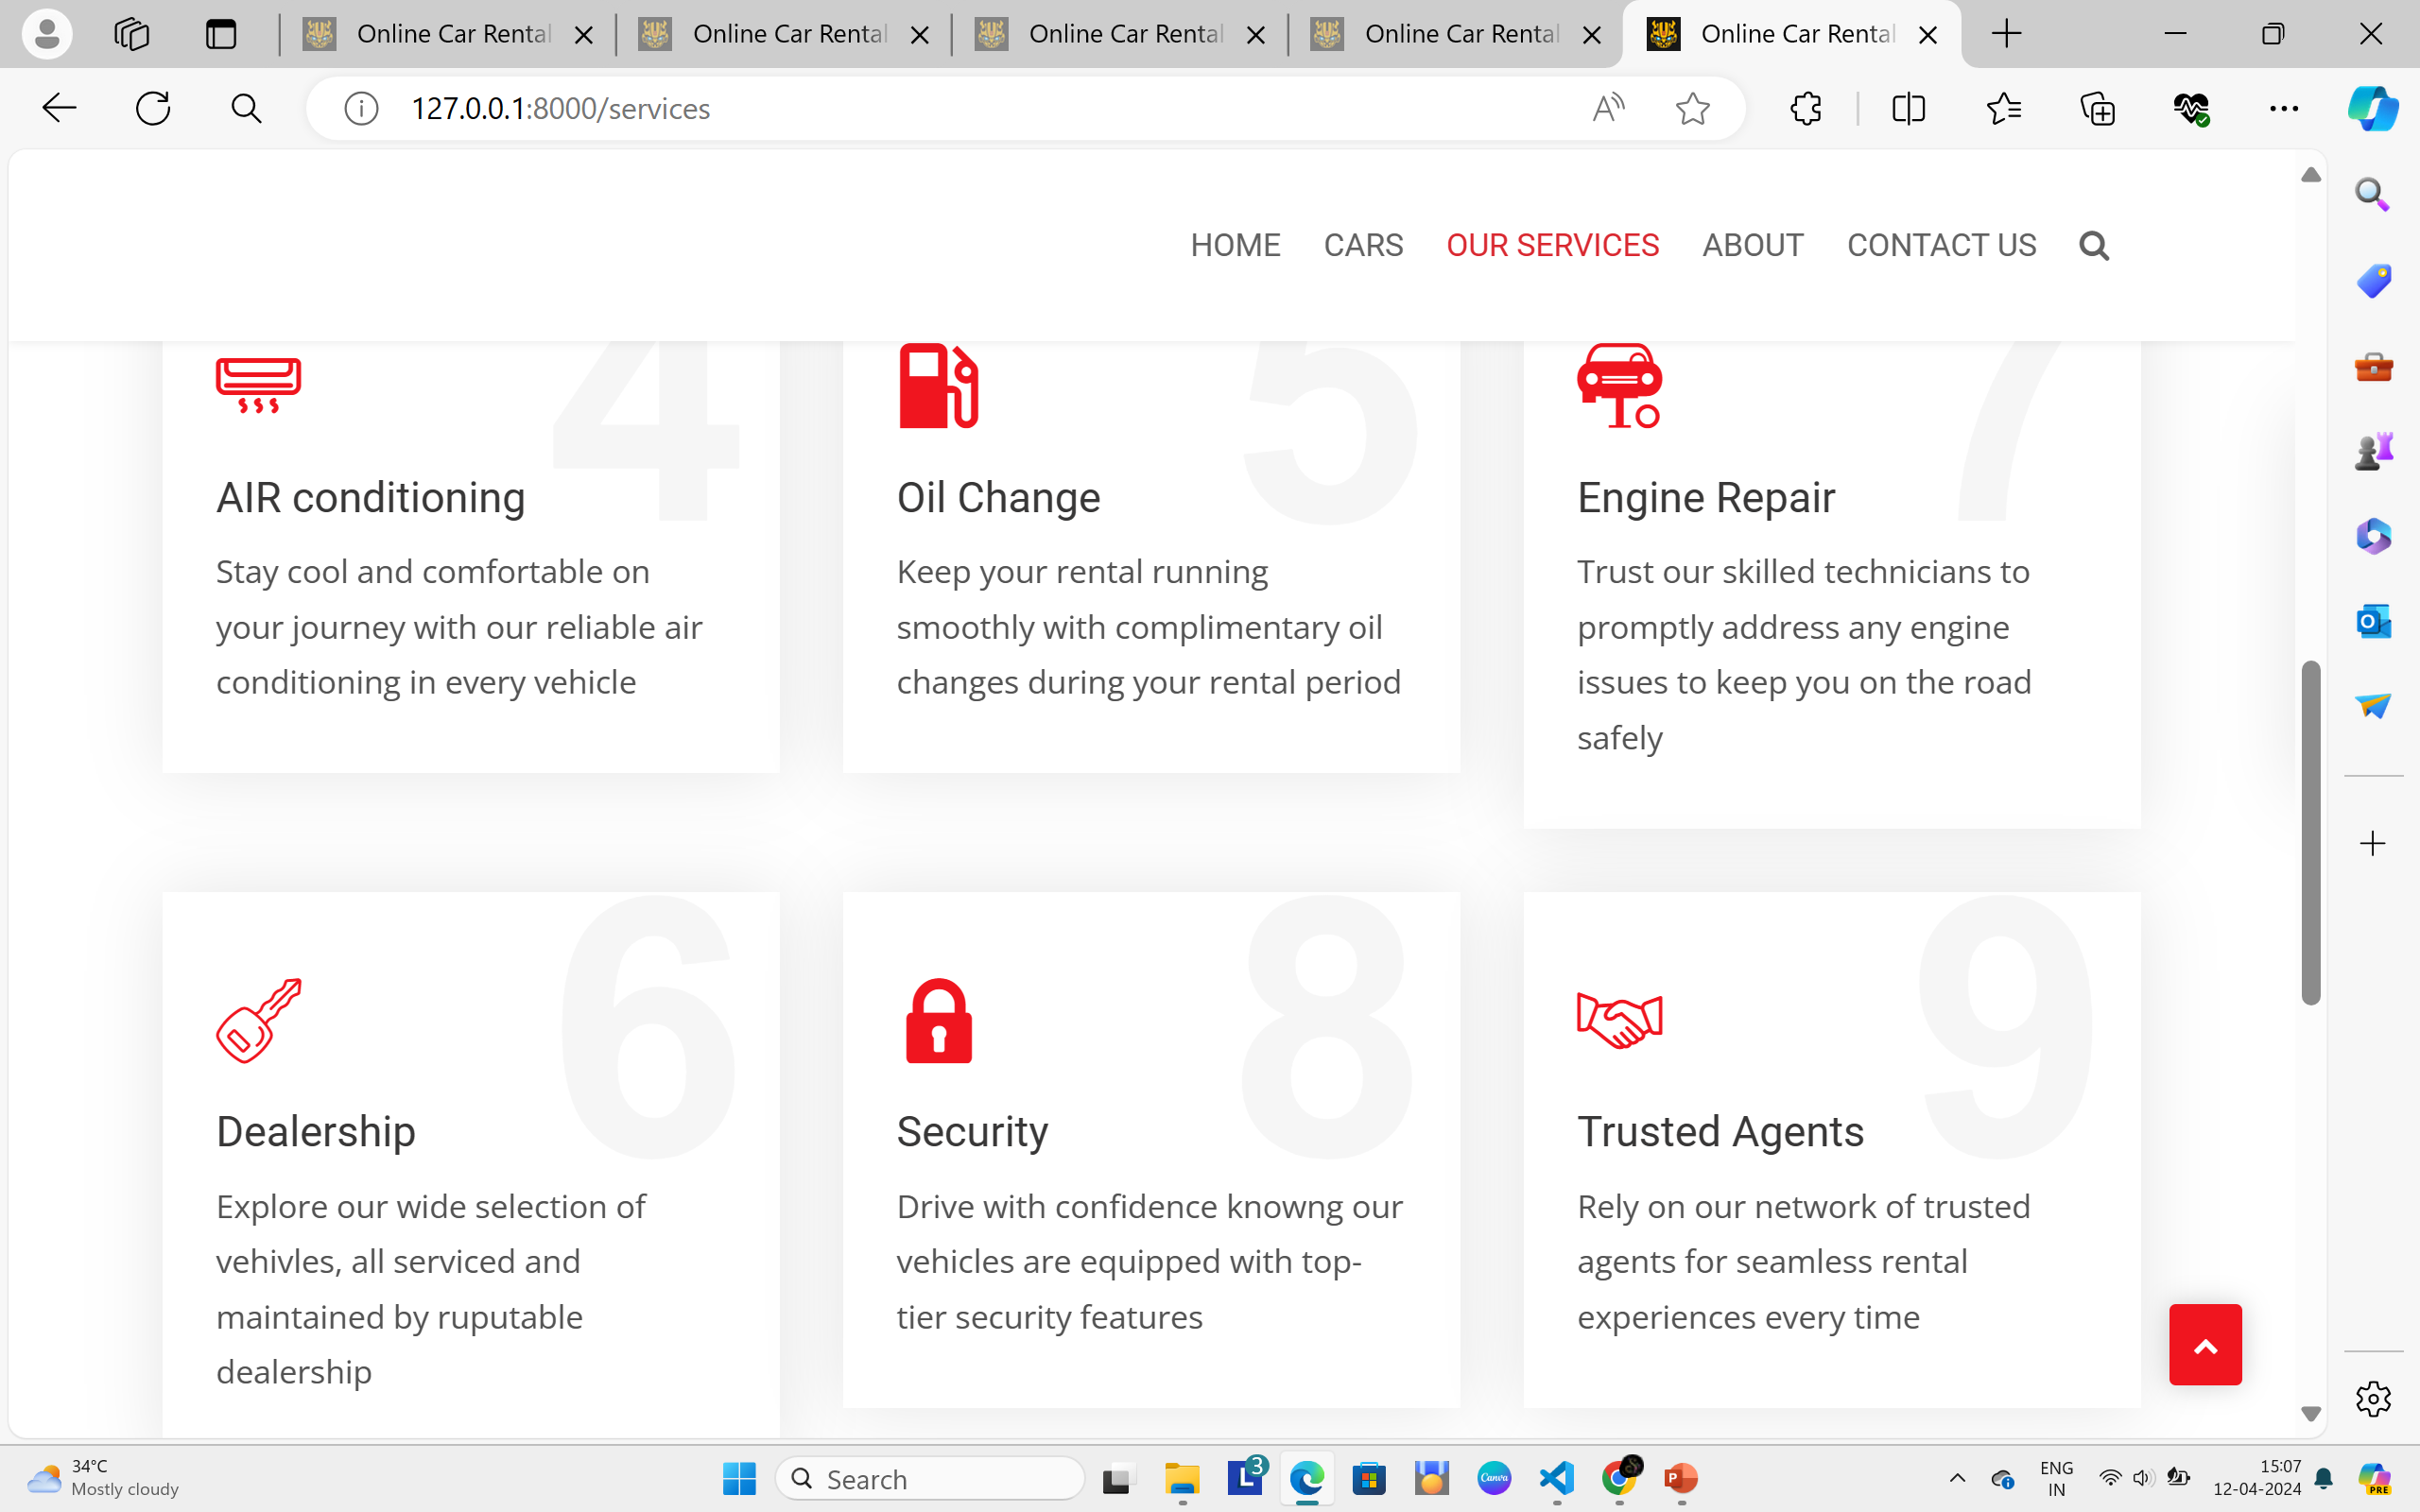 Online Car Rental
Online Car Rental
Online Car Rental
Online Car Rental
Online Car Rental
127.0.0.1:8000/services
HOME CARS OUR SERVICES ABOUT CONTACT US
4
AIR conditioning
Stay cool and comfortable on
your journey with our reliable air
conditioning in every vehicle
5
Oil Change
Keep your rental running
smoothly with complimentary oil
changes during your rental period
7
Engine Repair
Trust our skilled technicians to
promptly address any engine
issues to keep you on the road
safely
6
Dealership
Explore our wide selection of
vehivles, all serviced and
maintained by ruputable
dealership
8
Security
Drive with confidence knowng our
vehicles are equipped with top-
tier security features
9
Trusted Agents
Rely on our network of trusted
agents for seamless rental
experiences every time
34°C
Mostly cloudy
Search
3
Canva
ENG
IN
15:07
12-04-2024
PRE